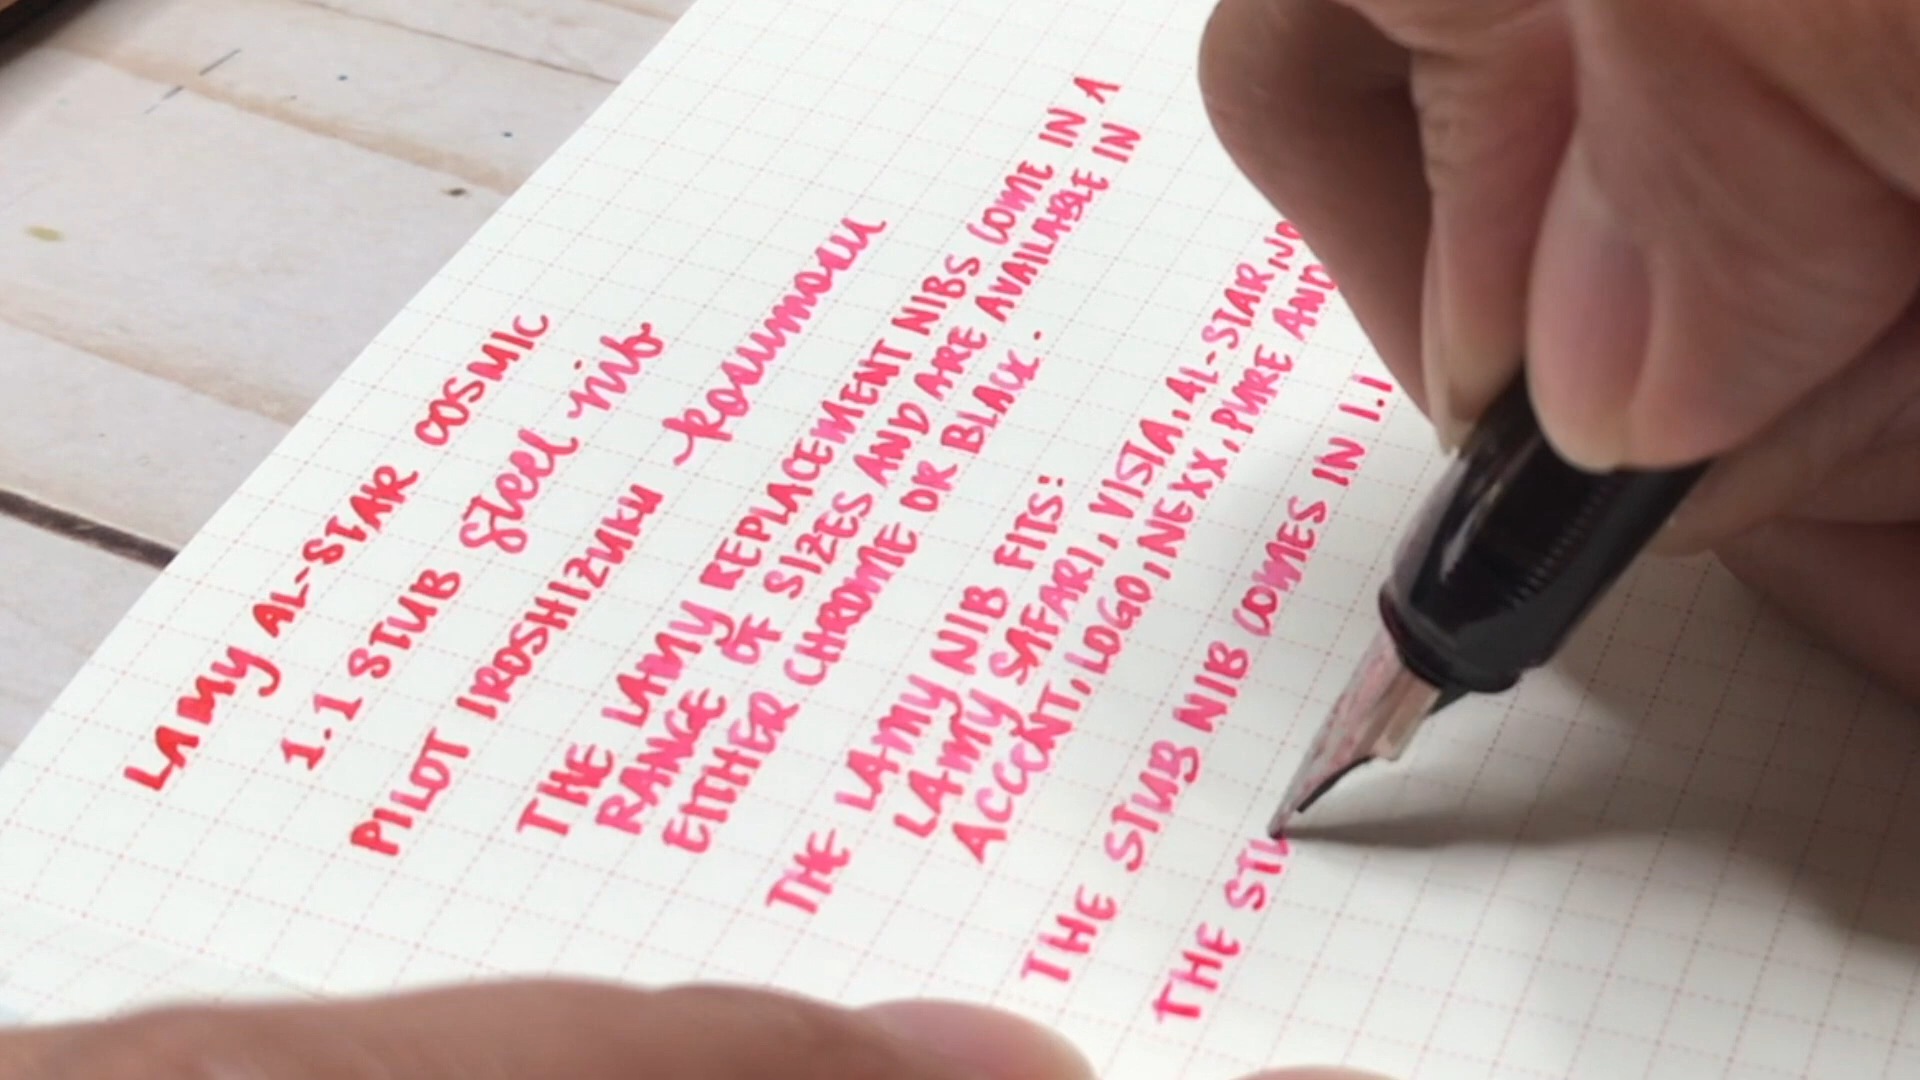 LAMY AL-STAR COSMIC
1.1 STUB Steel nib
PILOT IROSHIZUKU kosumosu
THE LAMY REPLACEMENT NIBS COME IN A
RANGE OF SIZES AND ARE AVAILABLE IN
EITHER CHROME OR BLACK.
THE LAMY NIB FITS:
LAMY SAFARI, VISTA, AL-STAR,
ACCENT, LOGO, NEXX, PURE AND
THE STUB NIB COMES IN 1.1
THE STU